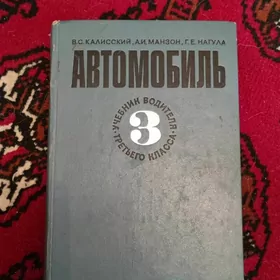 В.С.КАЛИССКИЙ, А.И.МАНЗОН, Г.Е.НАГУЛА
АВТОМОБИЛЬ
•УЧЕБНИК ВОДИТЕЛЯ•
3
ТРЕТЬЕГО КЛАССА